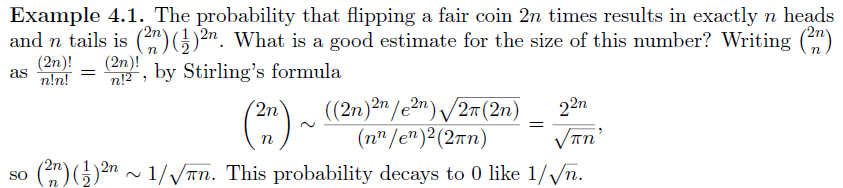 Example 4.1. The probability that flipping a fair coin $2n$ times results in exactly $n$ heads
and $n$ tails is $\binom{2n}{n}(\frac{1}{2})^{2n}$. What is a good estimate for the size of this number? Writing $\binom{2n}{n}$
as $\frac{(2n)!}{n!n!} = \frac{(2n)!}{n!^2}$, by Stirling's formula
$$\binom{2n}{n} \sim \frac{((2n)^{2n}/e^{2n})\sqrt{2\pi(2n)}}{(n^n/e^n)^2(2\pi n)} = \frac{2^{2n}}{\sqrt{\pi n}},$$
so $\binom{2n}{n}(\frac{1}{2})^{2n} \sim 1/\sqrt{\pi n}$. This probability decays to 0 like $1/\sqrt{n}$.